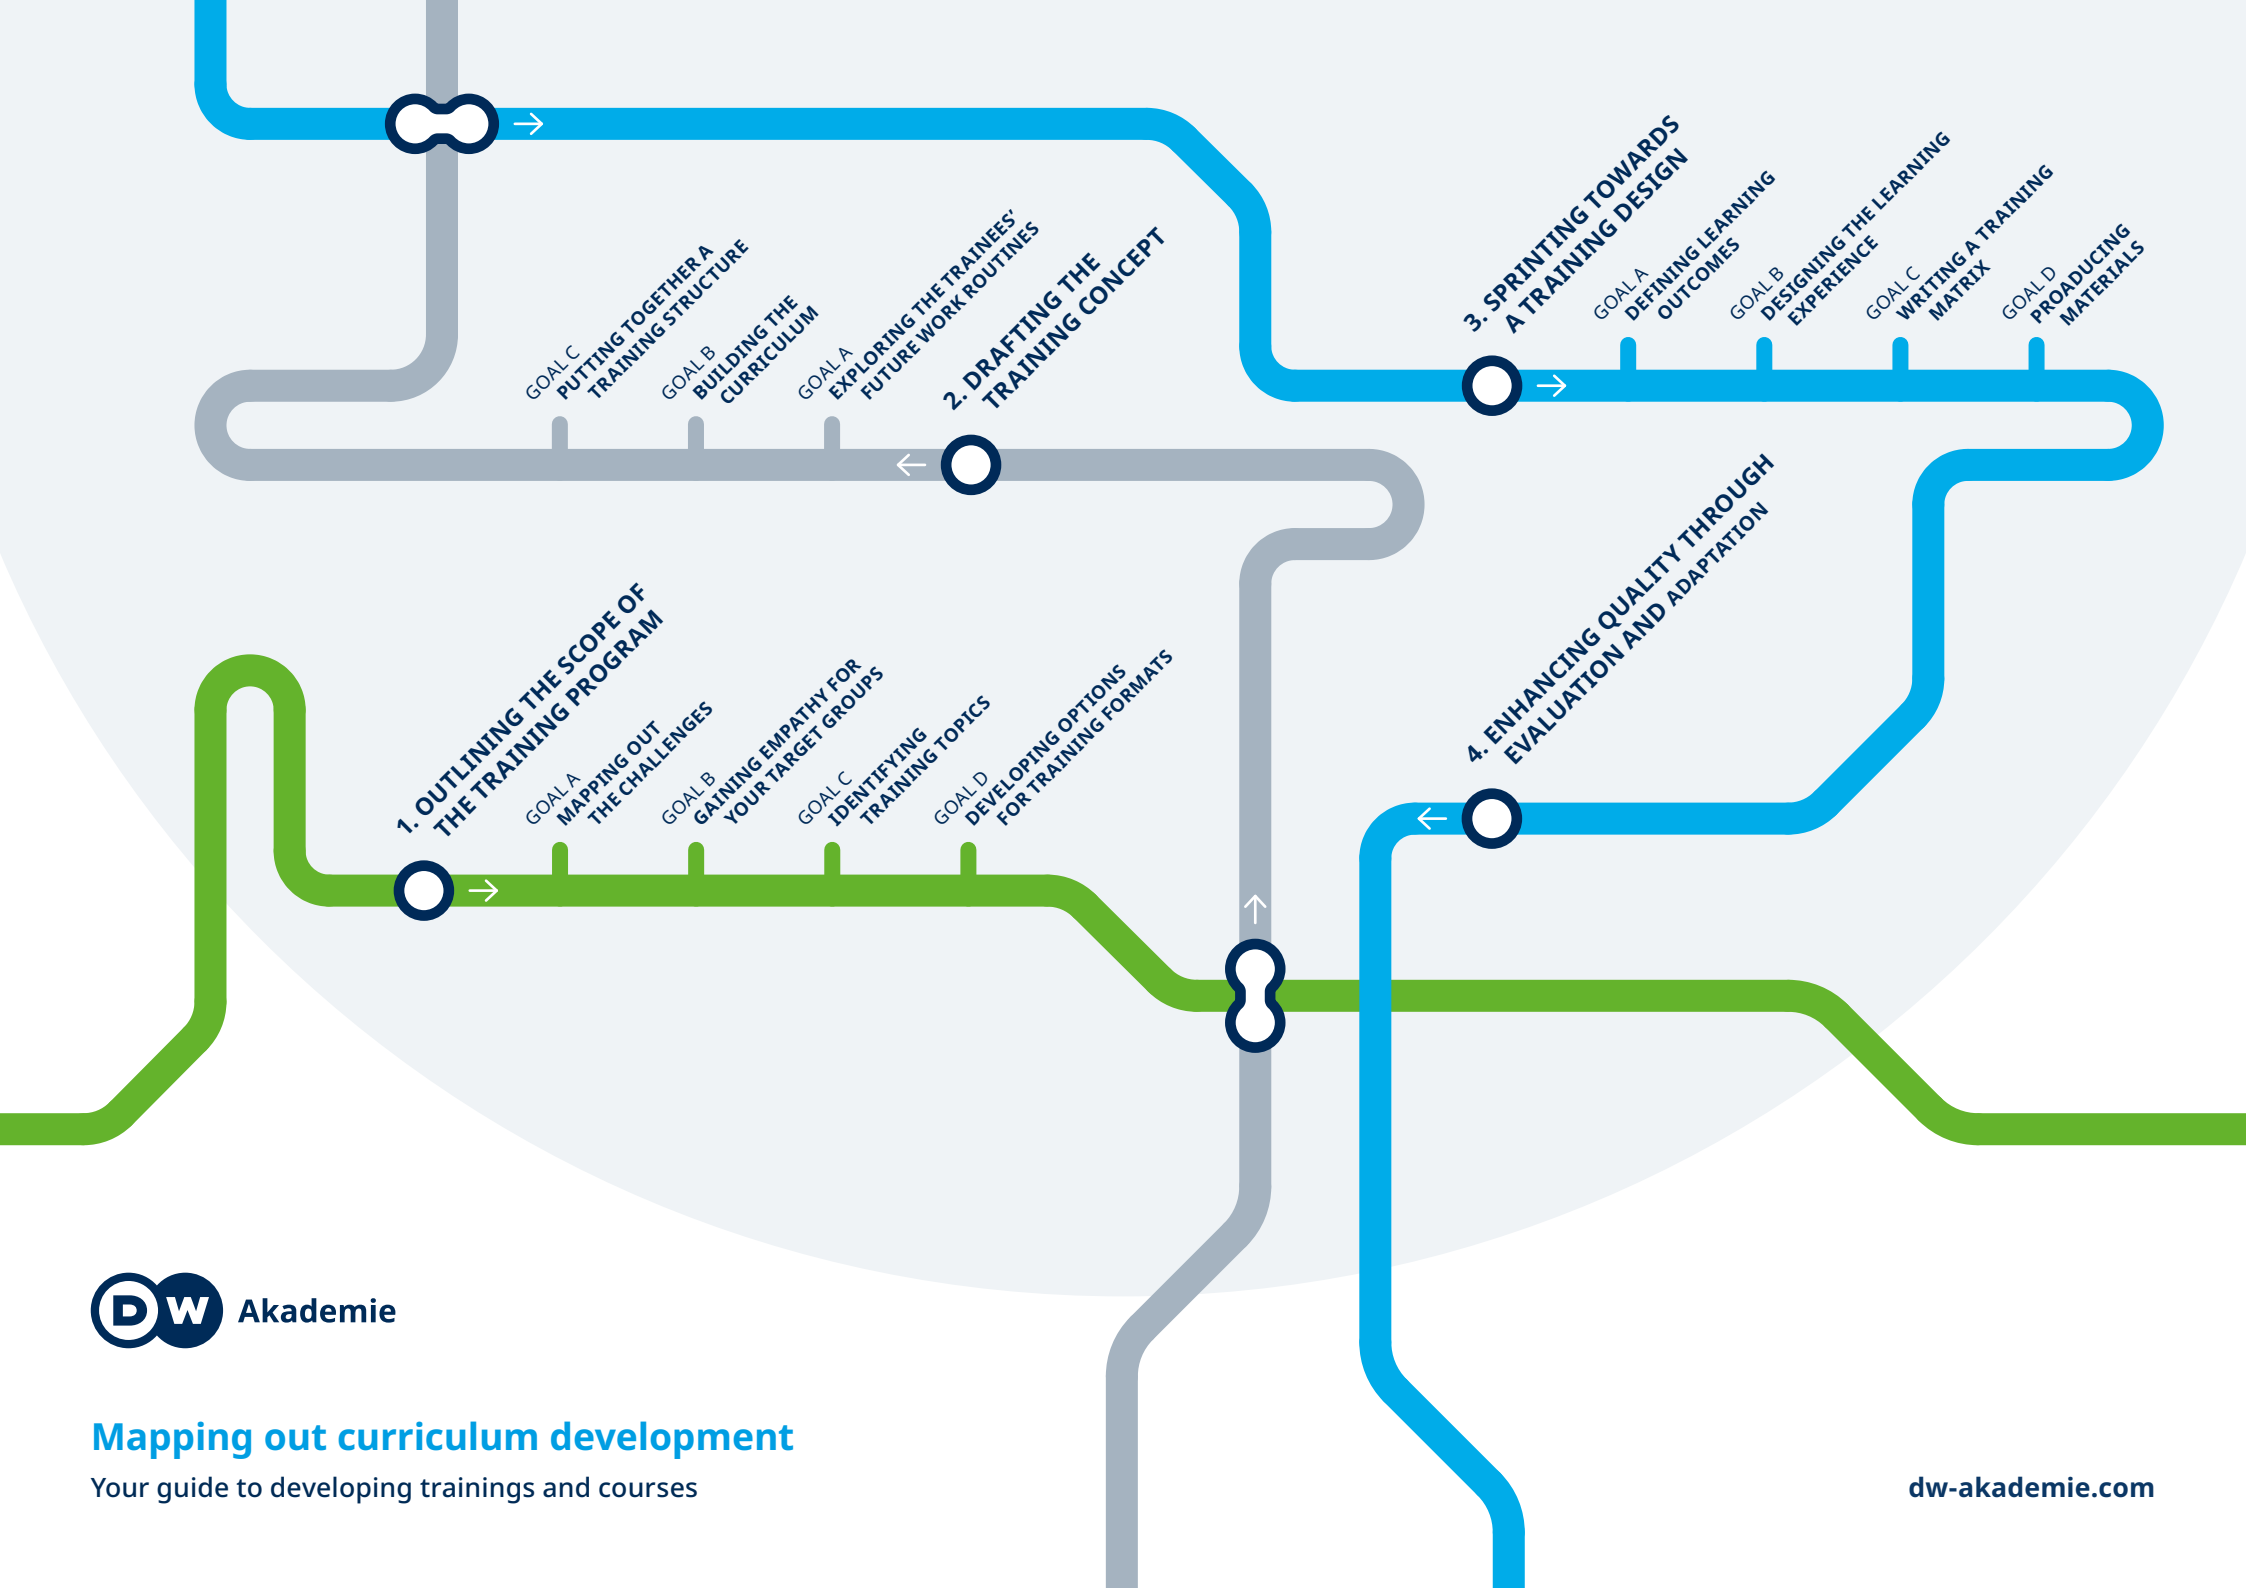 3. SPRINTING TOWARDS
A TRAINING DESIGN
GOAL A
DEFINING LEARNING
OUTCOMES
GOAL B
DESIGNING THE LEARNING
EXPERIENCE
GOAL C
WRITING A TRAINING
MATRIX
GOAL D
PROADUCING
MATERIALS
GOAL C
PUTTING TOGETHER A
TRAINING STRUCTURE
GOAL B
BUILDING THE
CURRICULUM
GOAL A
EXPLORING THE TRAINEES’
FUTURE WORK ROUTINES
2. DRAFTING THE
TRAINING CONCEPT
1. OUTLINING THE SCOPE OF
THE TRAINING PROGRAM
GOAL A
MAPPING OUT
THE CHALLENGES
GOAL B
GAINING EMPATHY FOR
YOUR TARGET GROUPS
GOAL C
IDENTIFYING
TRAINING TOPICS
GOAL D
DEVELOPING OPTIONS
FOR TRAINING FORMATS
4. ENHANCING QUALITY THROUGH
EVALUATION AND ADAPTATION
DW Akademie
Mapping out curriculum development
Your guide to developing trainings and courses
dw-akademie.com